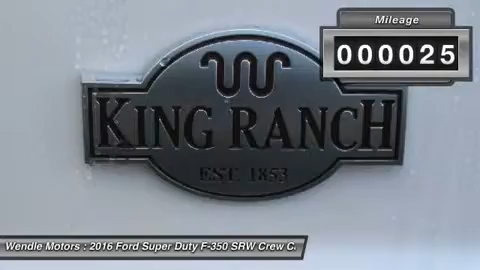 Mileage
000025
KING RANCH
EST. 1853
Wendle Motors : 2016 Ford Super Duty F-350 SRW Crew C.